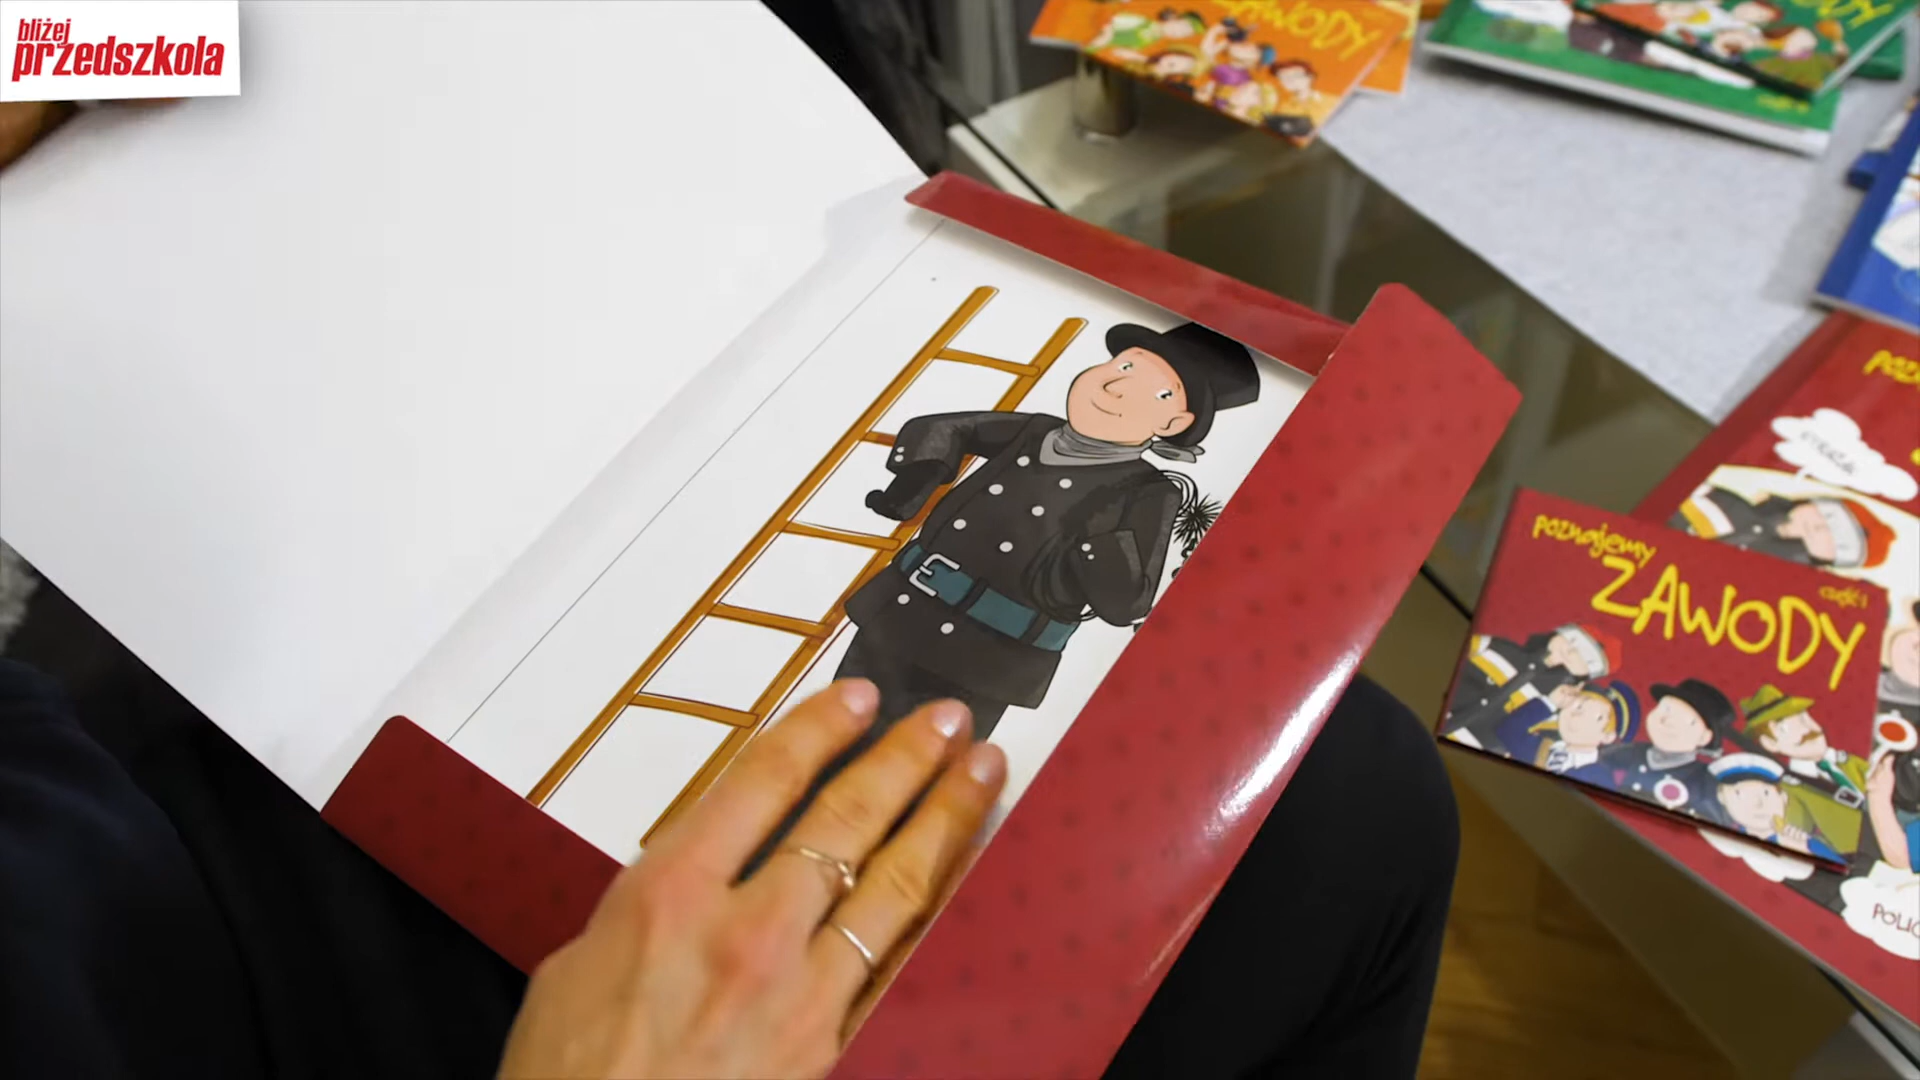 bliżej
przedszkola
ZAWODY
poznajemy
ZAWODY
część 1